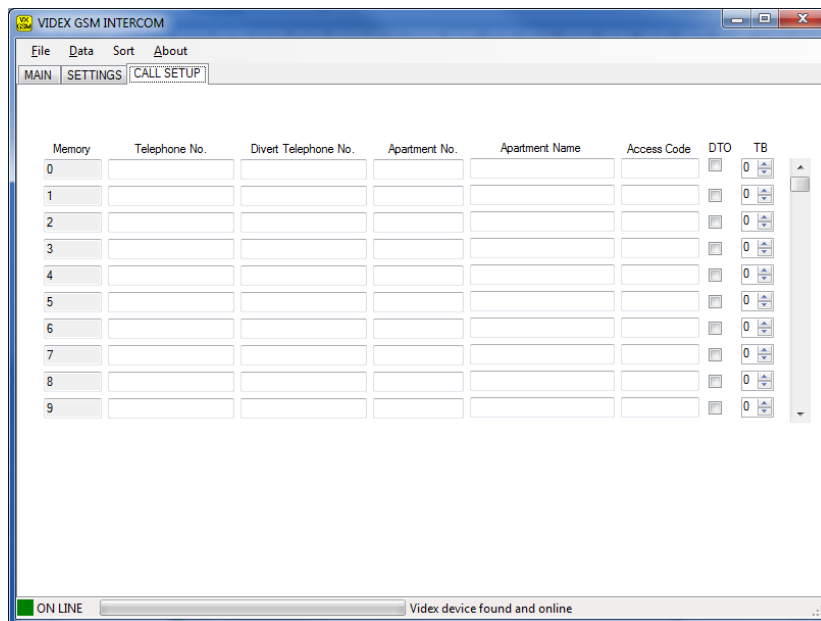 VX GSM VIDEX GSM INTERCOM
File Data Sort About
MAIN SETTINGS CALL SETUP
Memory Telephone No. Divert Telephone No. Apartment No. Apartment Name Access Code DTO TB
0 0
1 0
2 0
3 0
4 0
5 0
6 0
7 0
8 0
9 0
ON LINE Videx device found and online